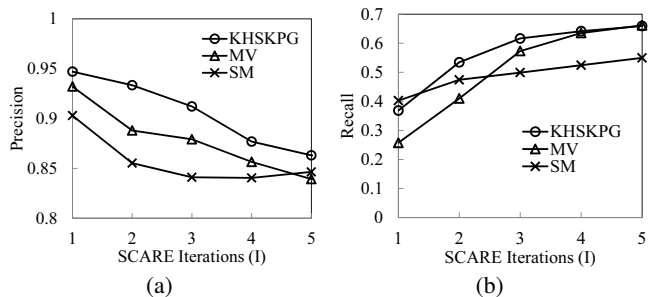 1
0.95
0.9
0.85
0.8
Precision
KHSKPG
MV
SM
1 2 3 4 5
SCARE Iterations (I)
(a)
0.7
0.6
0.5
0.4
0.3
0.2
0.1
0
Recall
KHSKPG
MV
SM
1 2 3 4 5
SCARE Iterations (I)
(b)